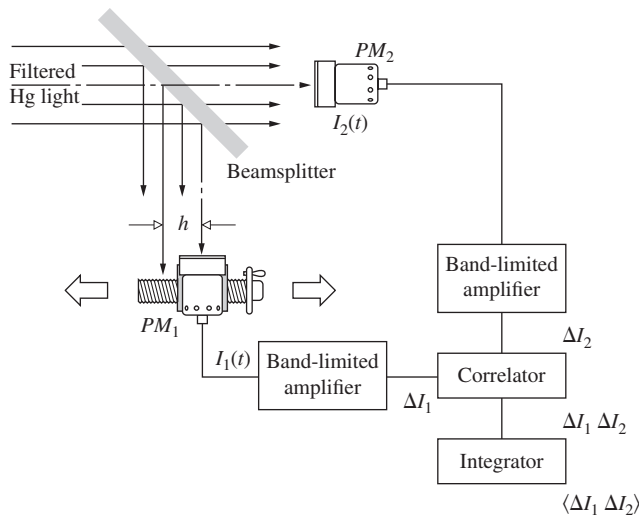 PM₂
Filtered
Hg light
I₂(t)
Beamsplitter
h
Band-limited
amplifier
PM₁
ΔI₂
I₁(t)
Band-limited
amplifier
Correlator
ΔI₁
ΔI₁ ΔI₂
Integrator
⟨ΔI₁ ΔI₂⟩